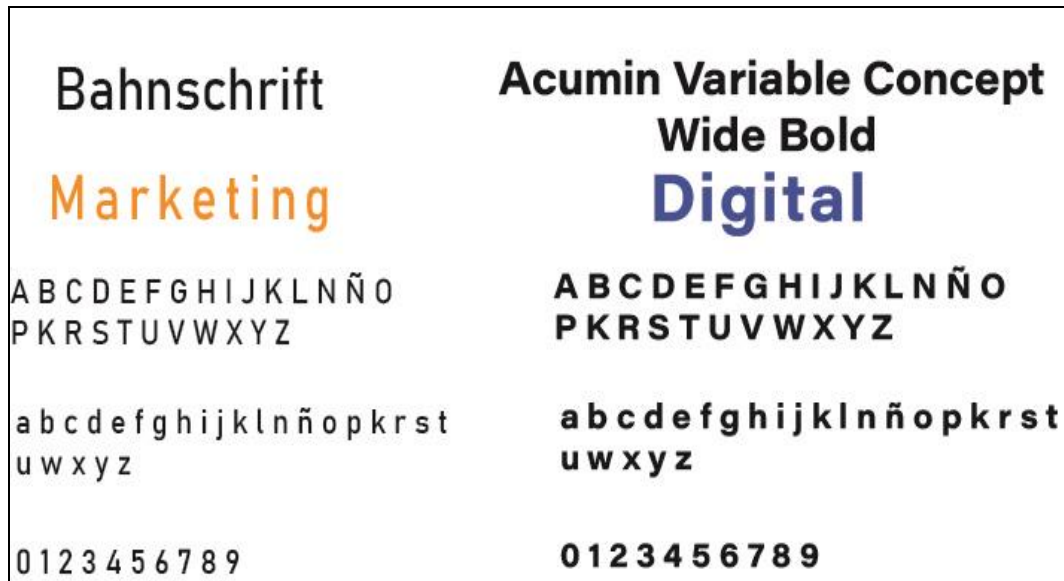 Bahnschrift
Marketing
A B C D E F G H I J K L N Ñ O
P K R S T U V W X Y Z
a b c d e f g h i j k l n ñ o p k r s t
u w x y z
0 1 2 3 4 5 6 7 8 9
Acumin Variable Concept
Wide Bold
Digital
A B C D E F G H I J K L N Ñ O
P K R S T U V W X Y Z
a b c d e f g h i j k l n ñ o p k r s t
u w x y z
0 1 2 3 4 5 6 7 8 9